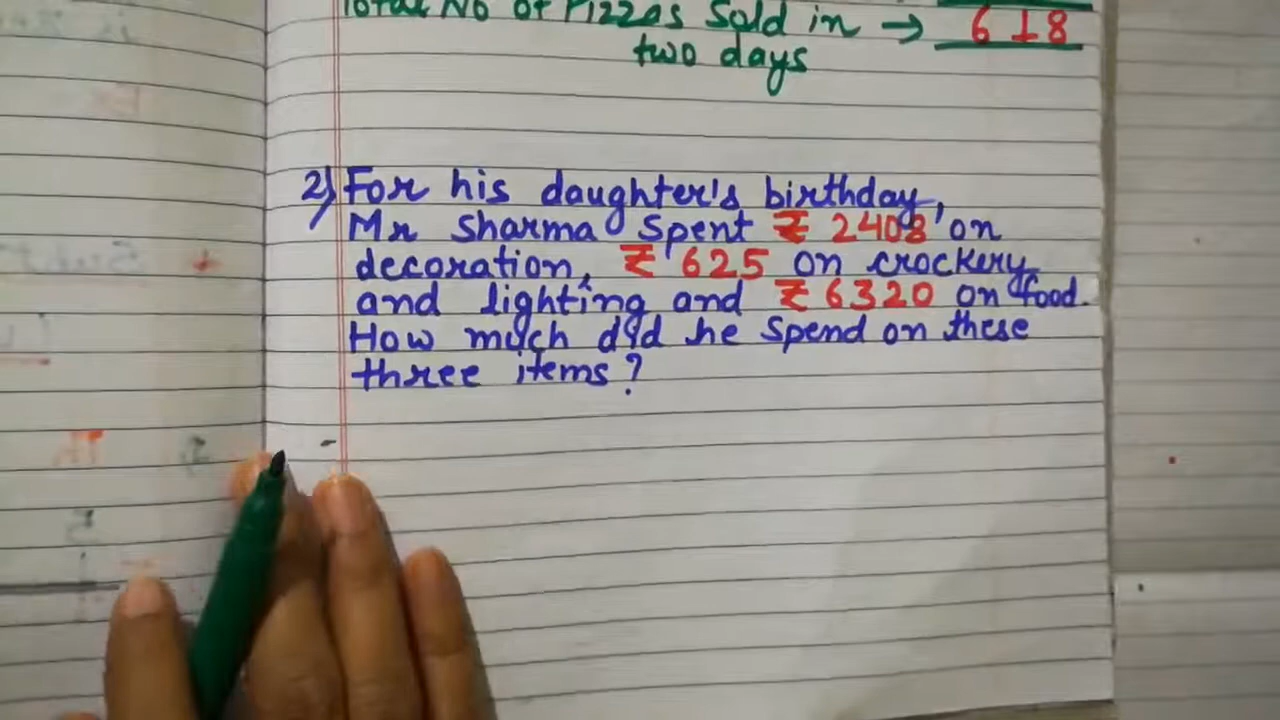 Total No of Pizzas Sold in → 618
two days
2) For his daughter's birthday,
Mr Sharma Spent ₹ 2408 on
decoration, ₹ 625 on crockery
and lighting and ₹ 6320 on food.
How much did he spend on these
three items?